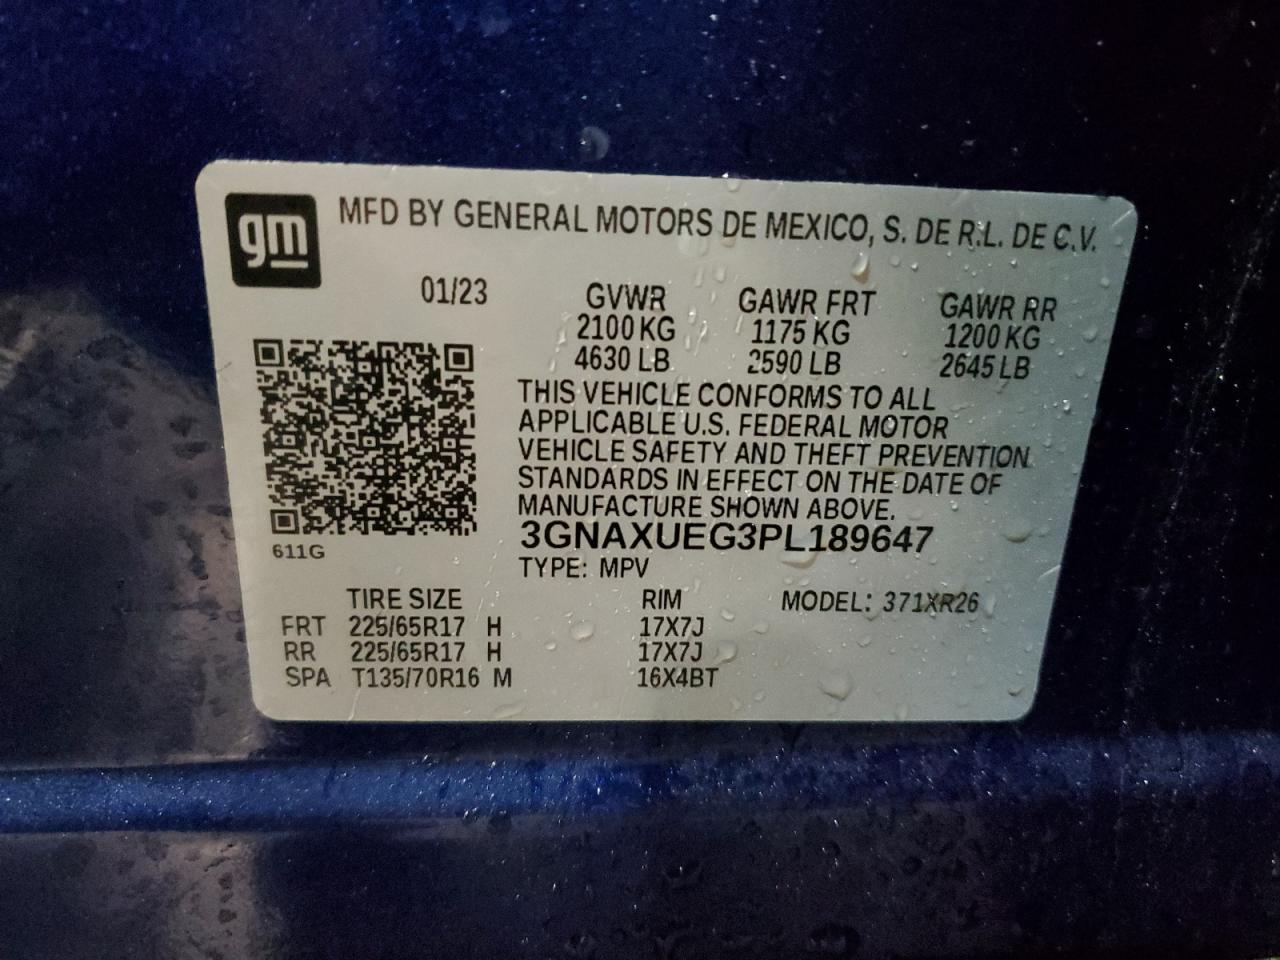 gm
MFD BY GENERAL MOTORS DE MEXICO, S. DE R.L. DE C.V.
01/23
GVWR GAWR FRT GAWR RR
2100 KG 1175 KG 1200 KG
4630 LB 2590 LB 2645 LB
THIS VEHICLE CONFORMS TO ALL
APPLICABLE U.S. FEDERAL MOTOR
VEHICLE SAFETY AND THEFT PREVENTION
STANDARDS IN EFFECT ON THE DATE OF
MANUFACTURE SHOWN ABOVE.
3GNAXUEG3PL189647
611G
TYPE: MPV
TIRE SIZE RIM MODEL: 371XR26
FRT 225/65R17 H 17X7J
RR 225/65R17 H 17X7J
SPA T135/70R16 M 16X4BT